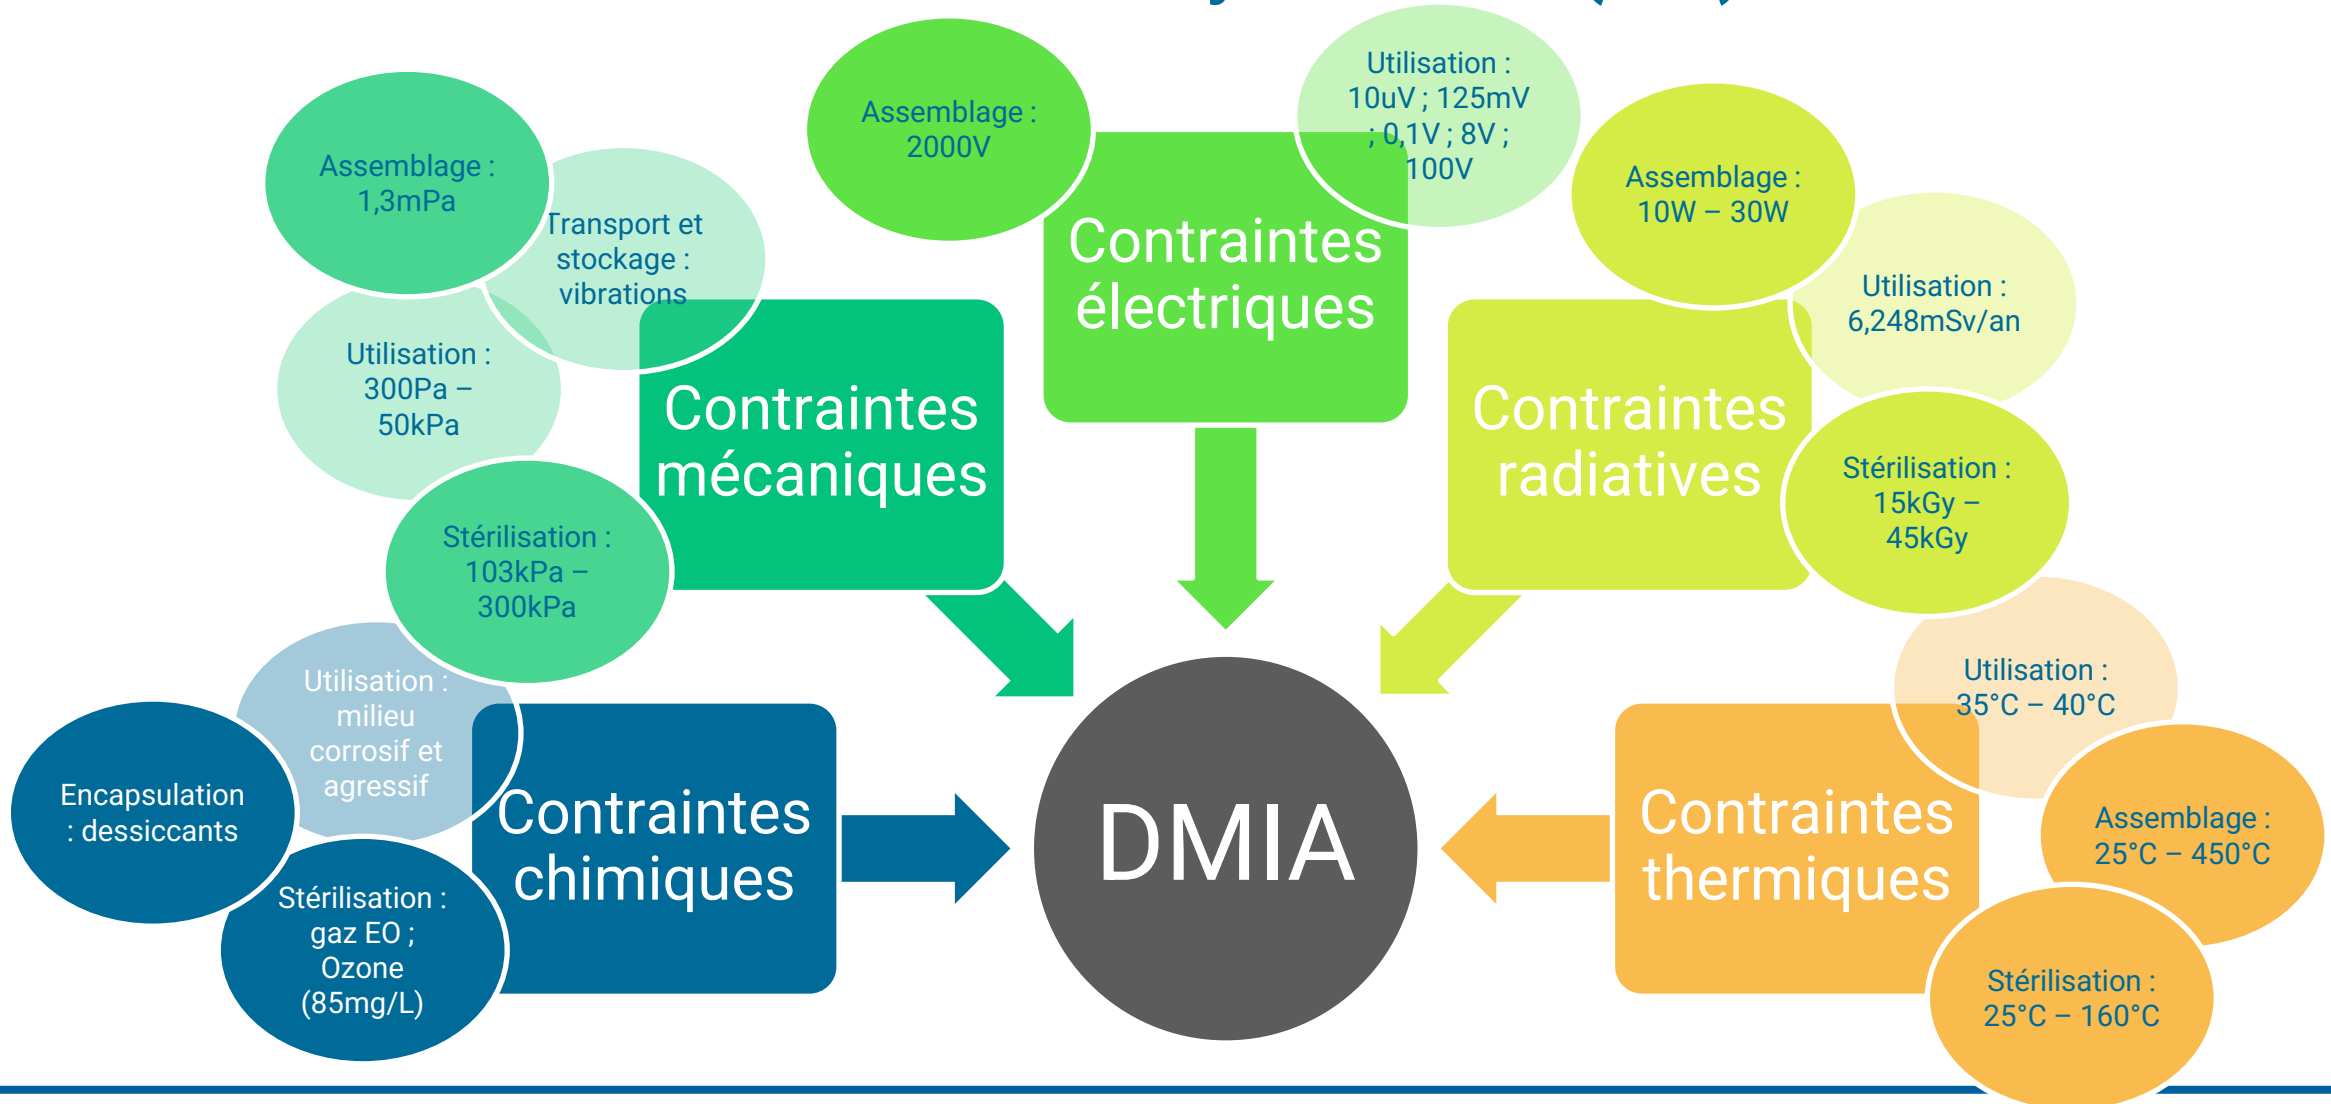 Assemblage :
1,3mPa
Transport et
stockage :
vibrations
Utilisation :
300Pa –
50kPa
Stérilisation :
103kPa –
300kPa
Contraintes
mécaniques
Assemblage :
2000V
Utilisation :
10uV ; 125mV
; 0,1V ; 8V ;
100V
Contraintes
électriques
Assemblage :
10W – 30W
Utilisation :
6,248mSv/an
Stérilisation :
15kGy –
45kGy
Contraintes
radiatives
Utilisation :
milieu
corrosif et
agressif
Encapsulation
: dessiccants
Stérilisation :
gaz EO ;
Ozone
(85mg/L)
Contraintes
chimiques
DMIA
Utilisation :
35°C – 40°C
Assemblage :
25°C – 450°C
Stérilisation :
25°C – 160°C
Contraintes
thermiques